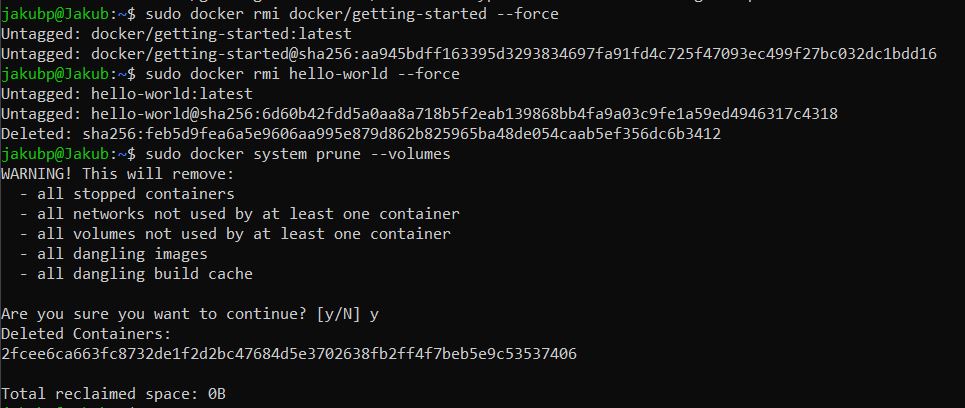 jakubp@Jakub:~$ sudo docker rmi docker/getting-started --force
Untagged: docker/getting-started:latest
Untagged: docker/getting-started@sha256:aa945bdff163395d3293834697fa91fd4c725f47093ec499f27bc032dc1bdd16
jakubp@Jakub:~$ sudo docker rmi hello-world --force
Untagged: hello-world:latest
Untagged: hello-world@sha256:6d60b42fdd5a0aa8a718b5f2eab139868bb4fa9a03c9fe1a59ed4946317c4318
Deleted: sha256:feb5d9fea6a5e9606aa995e879d862b825965ba48de054caab5ef356dc6b3412
jakubp@Jakub:~$ sudo docker system prune --volumes
WARNING! This will remove:
  - all stopped containers
  - all networks not used by at least one container
  - all volumes not used by at least one container
  - all dangling images
  - all dangling build cache

Are you sure you want to continue? [y/N] y
Deleted Containers:
2fcee6ca663fc8732de1f2d2bc47684d5e3702638fb2ff4f7beb5e9c53537406

Total reclaimed space: 0B